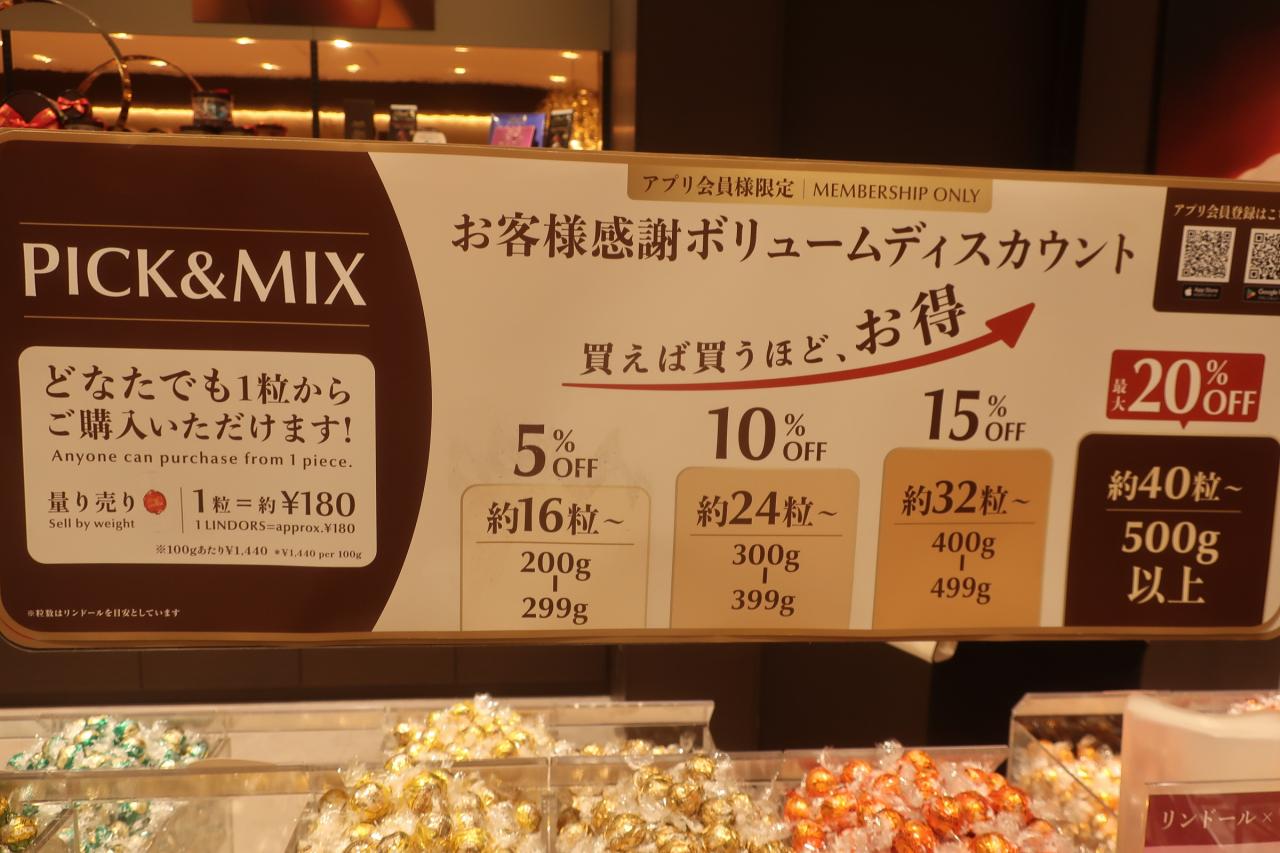 アプリ会員様限定 | MEMBERSHIP ONLY
お客様感謝ボリュームディスカウント
買えば買うほど、お得
PICK&MIX
どなたでも1粒から
ご購入いただけます!
Anyone can purchase from 1 piece.
量り売り
Sell by weight
1粒=約¥180
1 LINDORS=approx.¥180
※100gあたり¥1,440 *¥1,440 per 100g
※粒数はリンドールを目安としています
5%OFF
約16粒~
200g
299g
10%OFF
約24粒~
300g
399g
15%OFF
約32粒~
400g
499g
最大20%OFF
約40粒~
500g
以上
アプリ会員登録はこ
App Store
Google
リンドール×